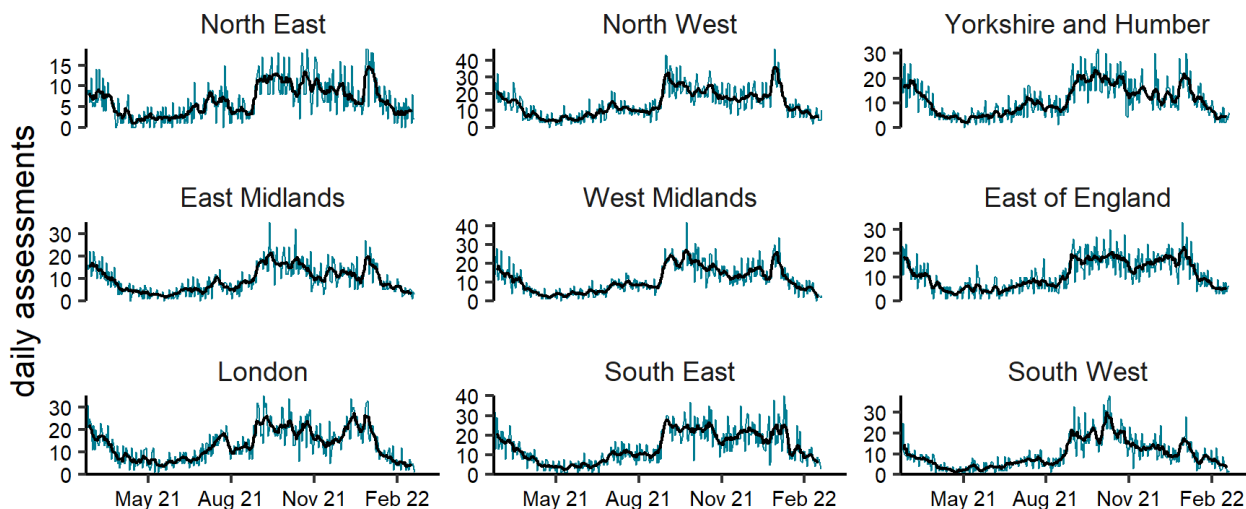 North East
North West
Yorkshire and Humber
15
10
5
0
40
30
20
10
0
30
20
10
0
daily assessments
East Midlands
West Midlands
East of England
30
20
10
0
40
30
20
10
0
30
20
10
0
London
South East
South West
30
20
10
0
40
30
20
10
0
30
20
10
0
May 21
Aug 21
Nov 21
Feb 22
May 21
Aug 21
Nov 21
Feb 22
May 21
Aug 21
Nov 21
Feb 22